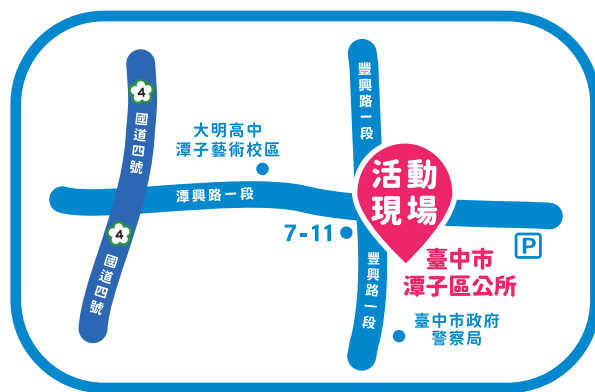 4
國道四號
大明高中
潭子藝術校區
豐興路一段
活動
現場
潭興路一段
4
國道四號
7-11
豐興路一段
P
臺中市
潭子區公所
臺中市政府
警察局